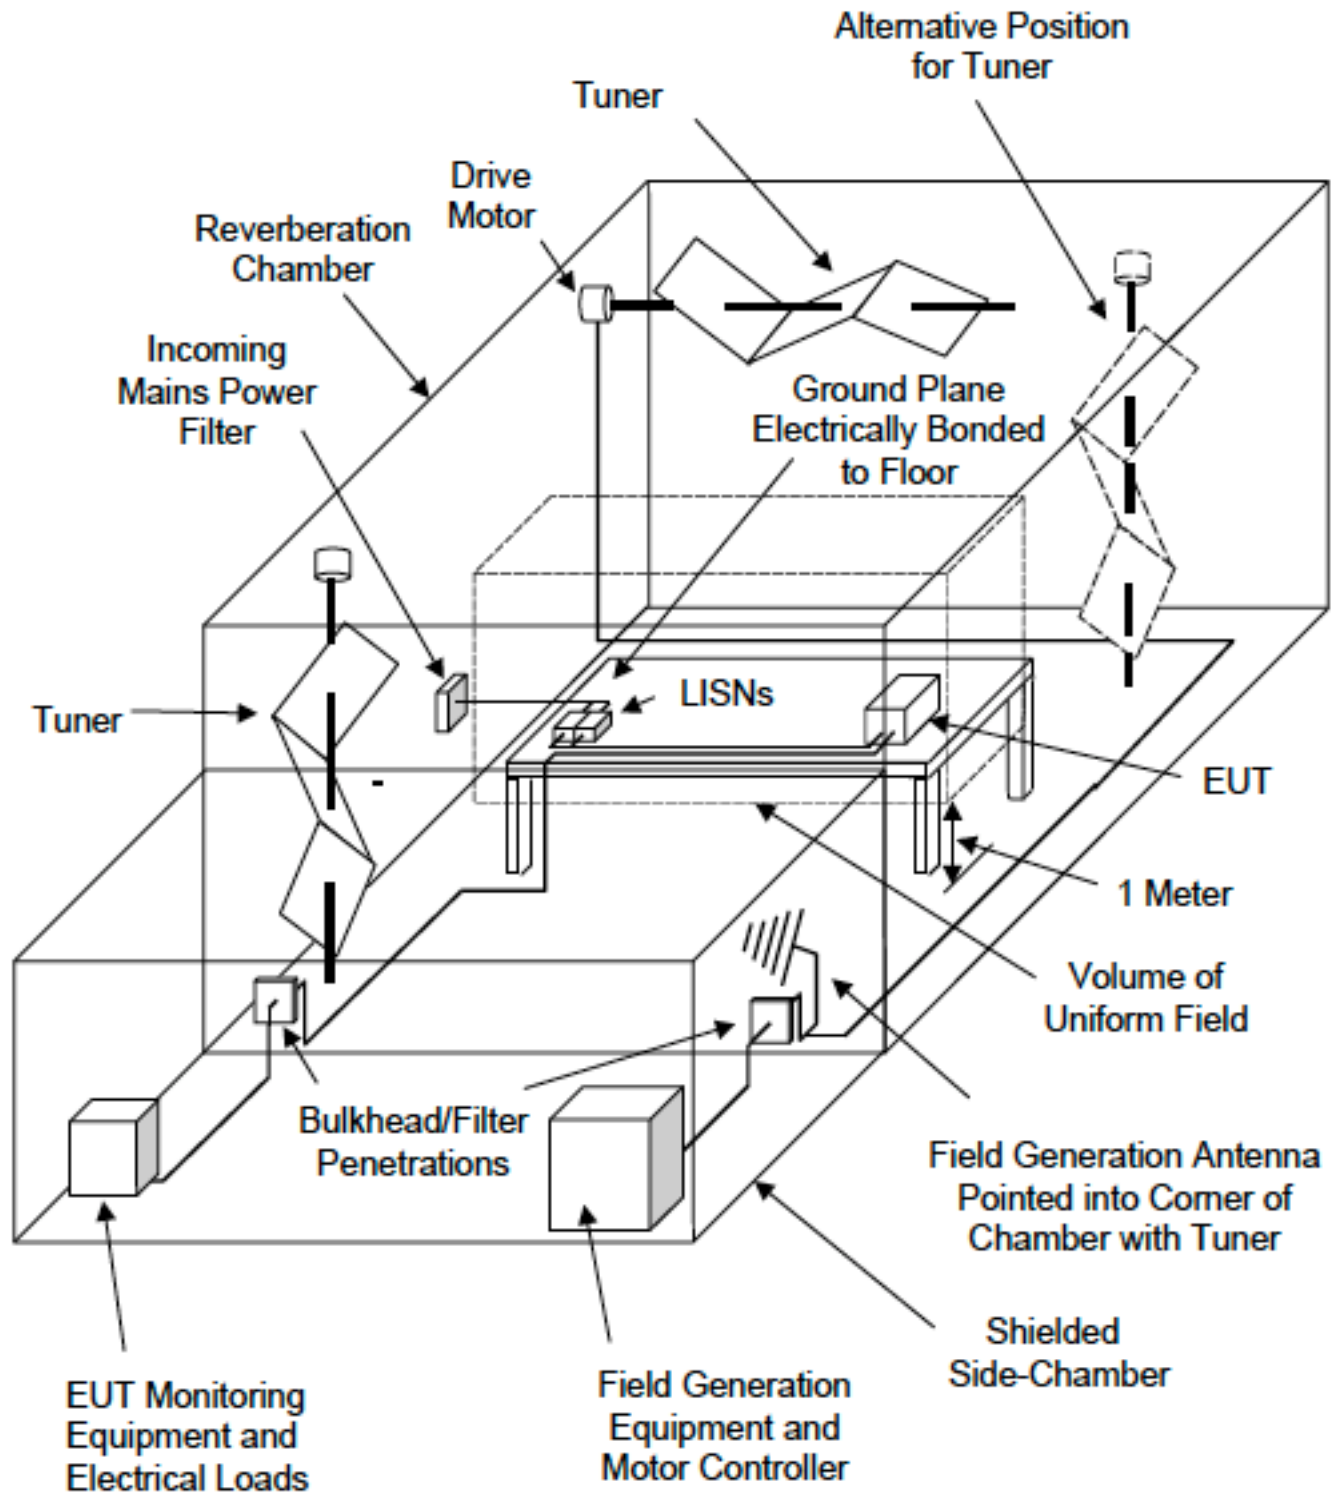 Alternative Position
for Tuner
Tuner
Drive
Motor
Reverberation
Chamber
Incoming
Mains Power
Filter
Ground Plane
Electrically Bonded
to Floor
LISNs
Tuner
EUT
1 Meter
Volume of
Uniform Field
Bulkhead/Filter
Penetrations
Field Generation Antenna
Pointed into Corner of
Chamber with Tuner
Shielded
Side-Chamber
EUT Monitoring
Equipment and
Electrical Loads
Field Generation
Equipment and
Motor Controller